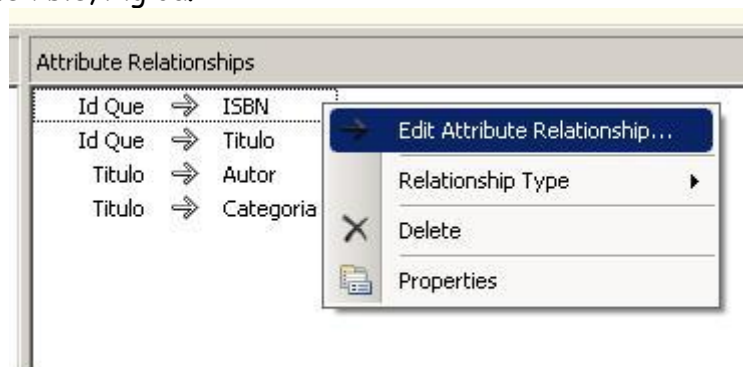 Attribute Relationships
Id Que ISBN
Id Que Titulo
Titulo Autor
Titulo Categoria
Edit Attribute Relationship...
Relationship Type
Delete
Properties